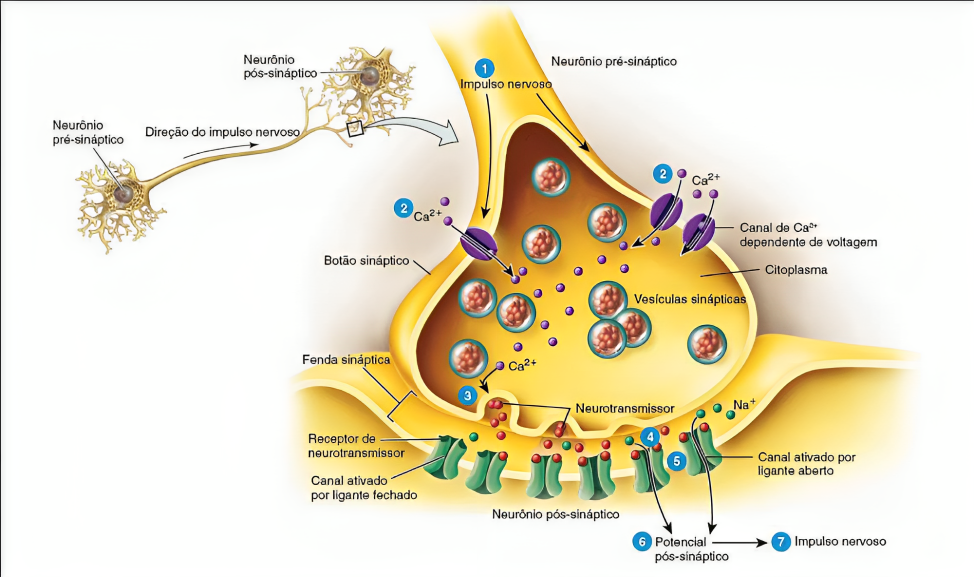 Neurônio
pós-sináptico
Neurônio
pré-sináptico
Direção do impulso nervoso
1
Impulso nervoso
Neurônio pré-sináptico
2
Ca2+
2
Ca2+
Canal de Ca2+
dependente de voltagem
Botão sináptico
Citoplasma
Vesículas sinápticas
Fenda sináptica
Ca2+
3
Neurotransmissor
Na+
Receptor de
neurotransmissor
4
5
Canal ativado por
ligante aberto
Canal ativado
por ligante fechado
Neurônio pós-sináptico
6 Potencial
pós-sináptico
7 Impulso nervoso